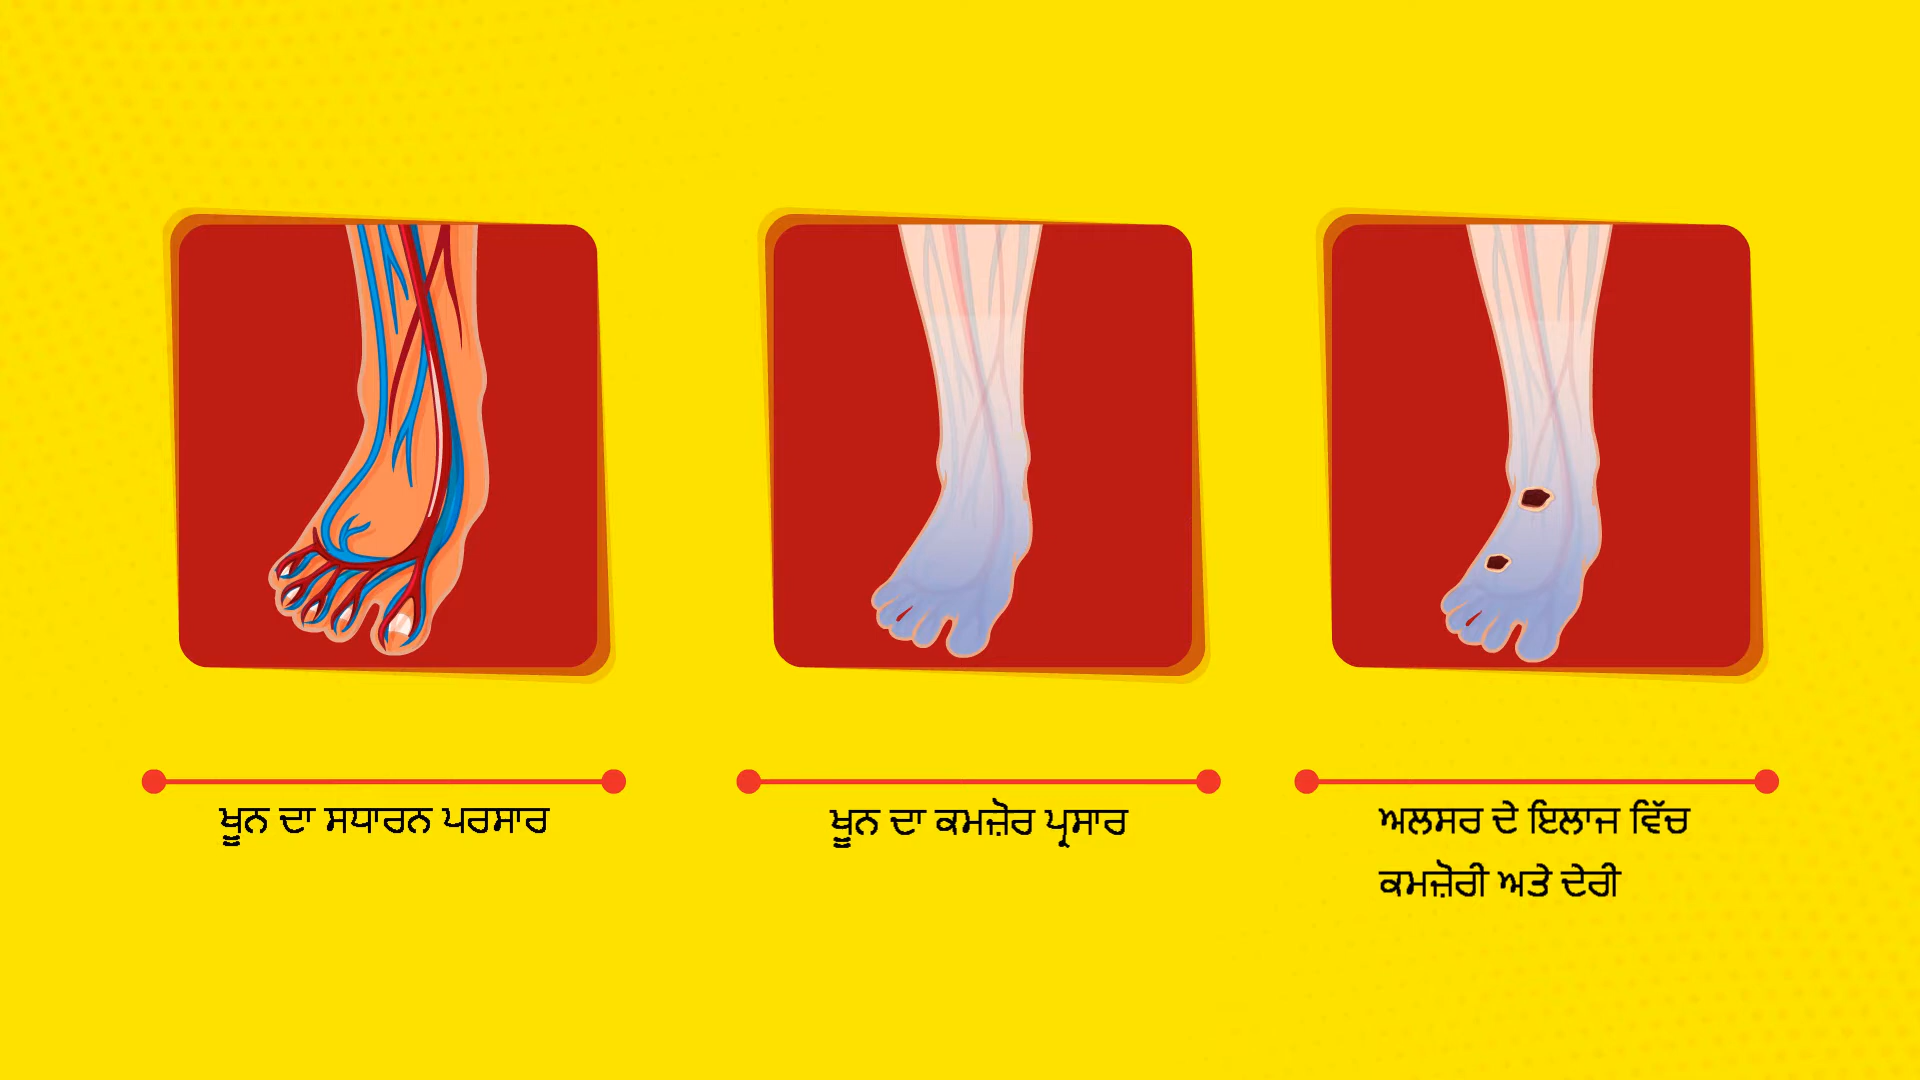 ਖੂਨ ਦਾ ਸਧਾਰਨ ਪਰਸਾਰ
ਖੂਨ ਦਾ ਕਮਜ਼ੋਰ ਪ੍ਰਸਾਰ
ਅਲਸਰ ਦੇ ਇਲਾਜ ਵਿੱਚ
ਕਮਜ਼ੋਰੀ ਅਤੇ ਦੇਰੀ